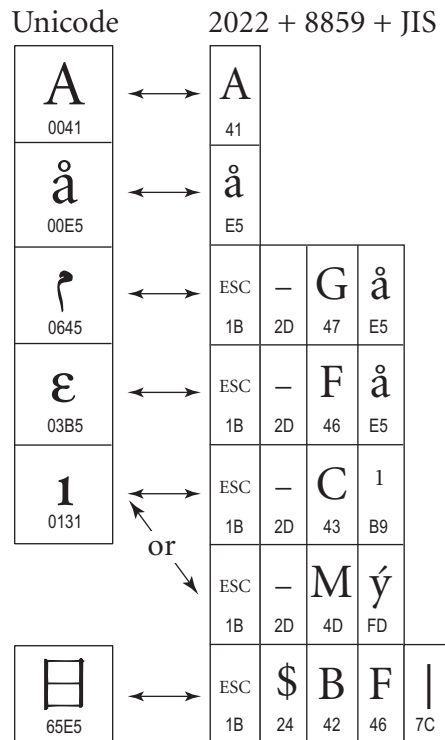 Unicode 2022 + 8859 + JIS
A A
0041 41
å å
00E5 E5
م ESC – G å
0645 1B 2D 47 E5
ε ESC – F å
03B5 1B 2D 46 E5
ı ESC – C ¹
0131 1B 2D 43 B9
or
ESC – M ý
1B 2D 4D FD
日 ESC $ B F |
65E5 1B 24 42 46 7C